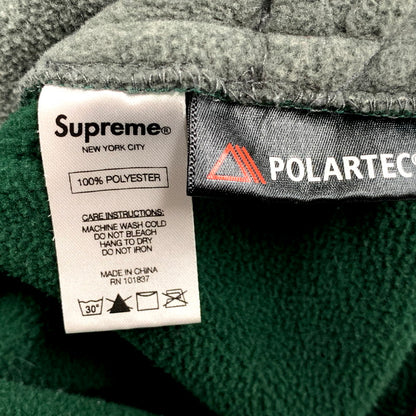 Supreme®
NEW YORK CITY
100% POLYESTER
CARE INSTRUCTIONS:
MACHINE WASH COLD
DO NOT BLEACH
HANG TO DRY
DO NOT IRON
MADE IN CHINA
RN 101837
30°
POLARTEC